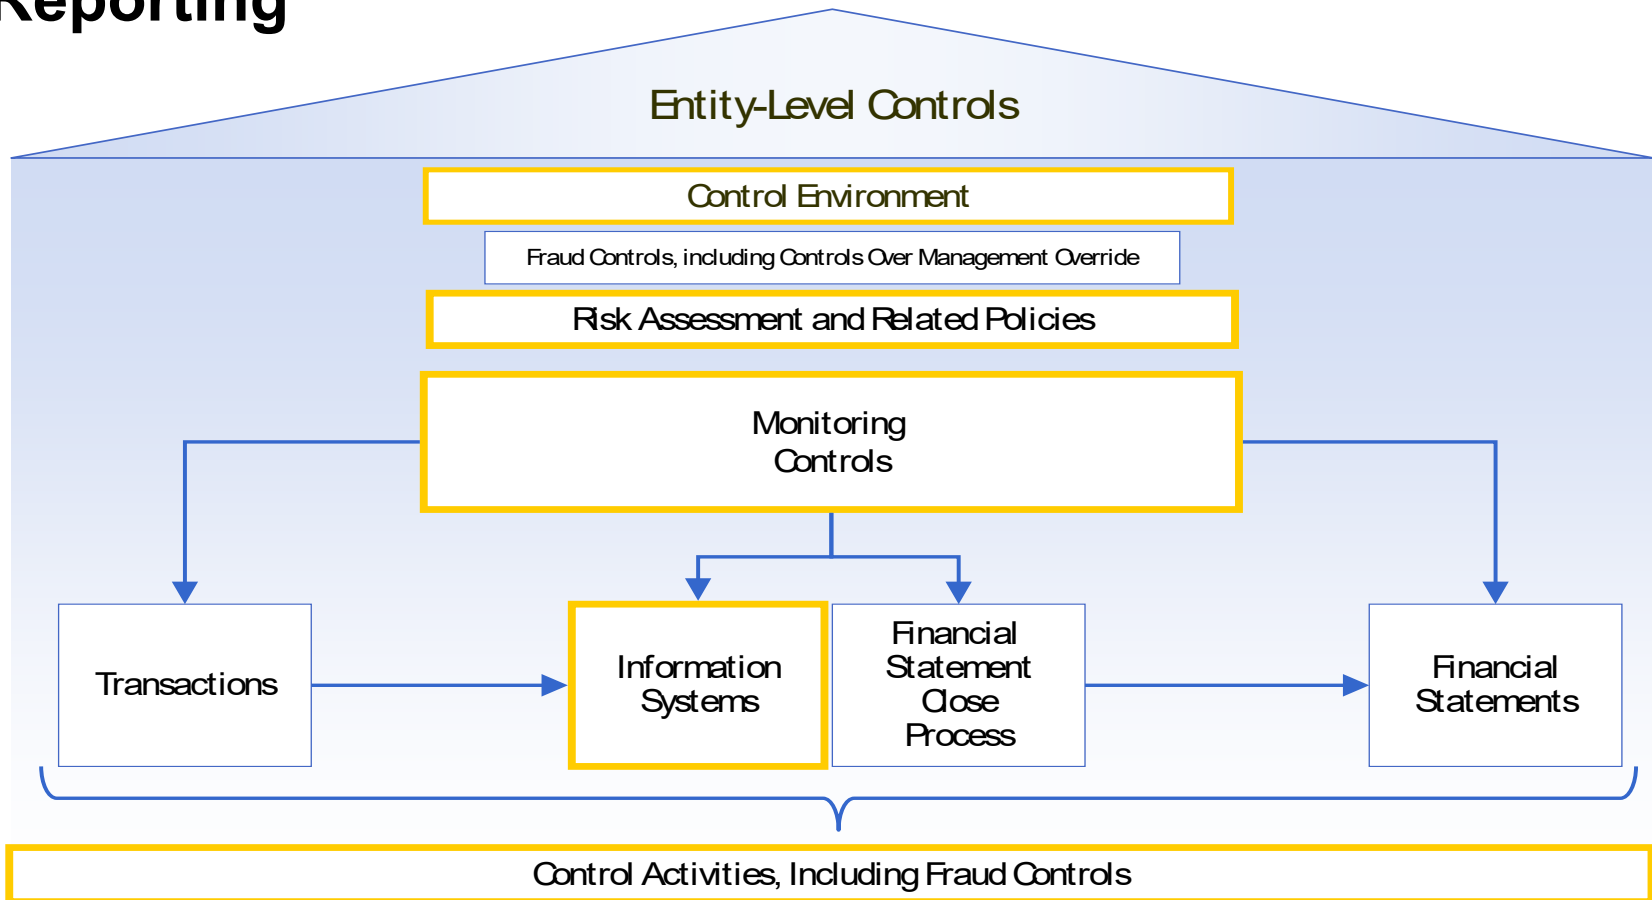 Reporting
Entity-Level Controls
Control Environment
Fraud Controls, including Controls Over Management Override
Risk Assessment and Related Policies
Monitoring
Controls
Transactions
Information
Systems
Financial
Statement
Close
Process
Financial
Statements
Control Activities, Including Fraud Controls